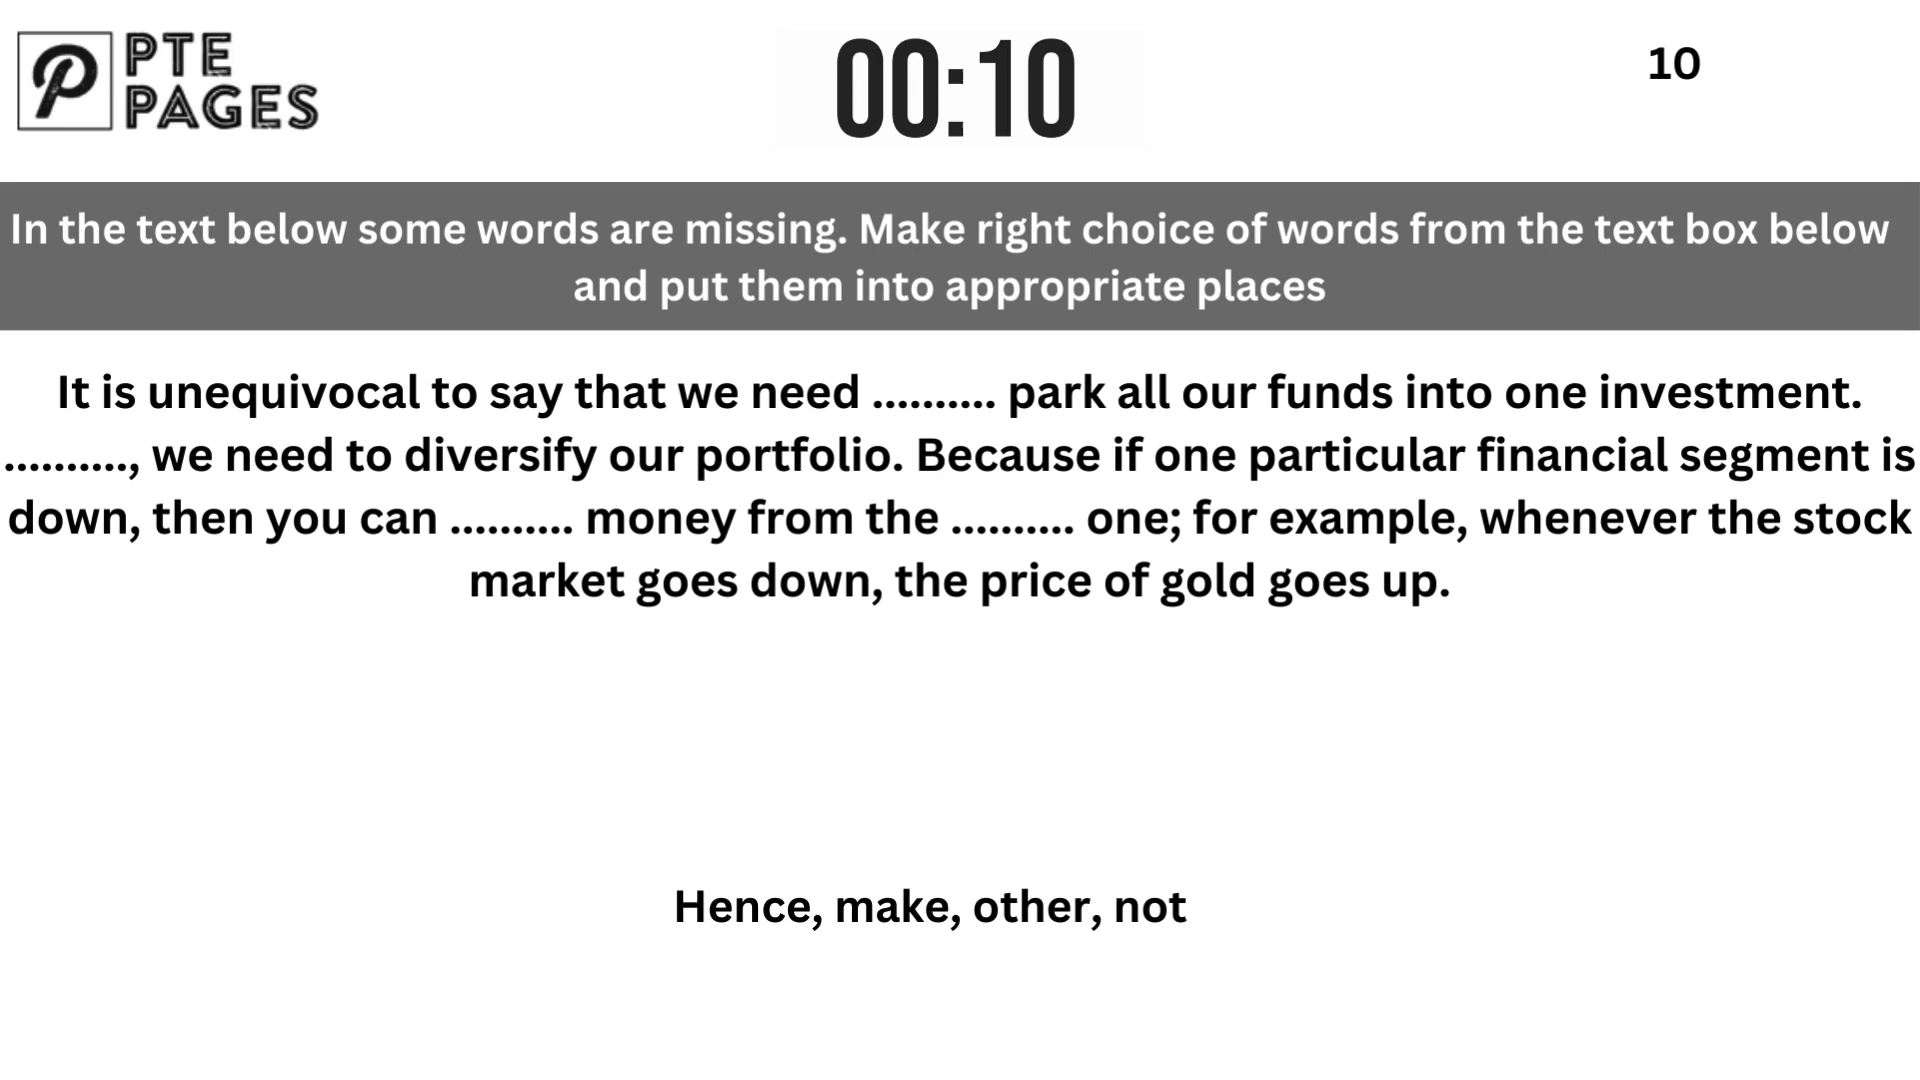 PTE
PAGES
00:10
10
In the text below some words are missing. Make right choice of words from the text box below
and put them into appropriate places
It is unequivocal to say that we need .......... park all our funds into one investment.
.........., we need to diversify our portfolio. Because if one particular financial segment is
down, then you can .......... money from the .......... one; for example, whenever the stock
market goes down, the price of gold goes up.
Hence, make, other, not